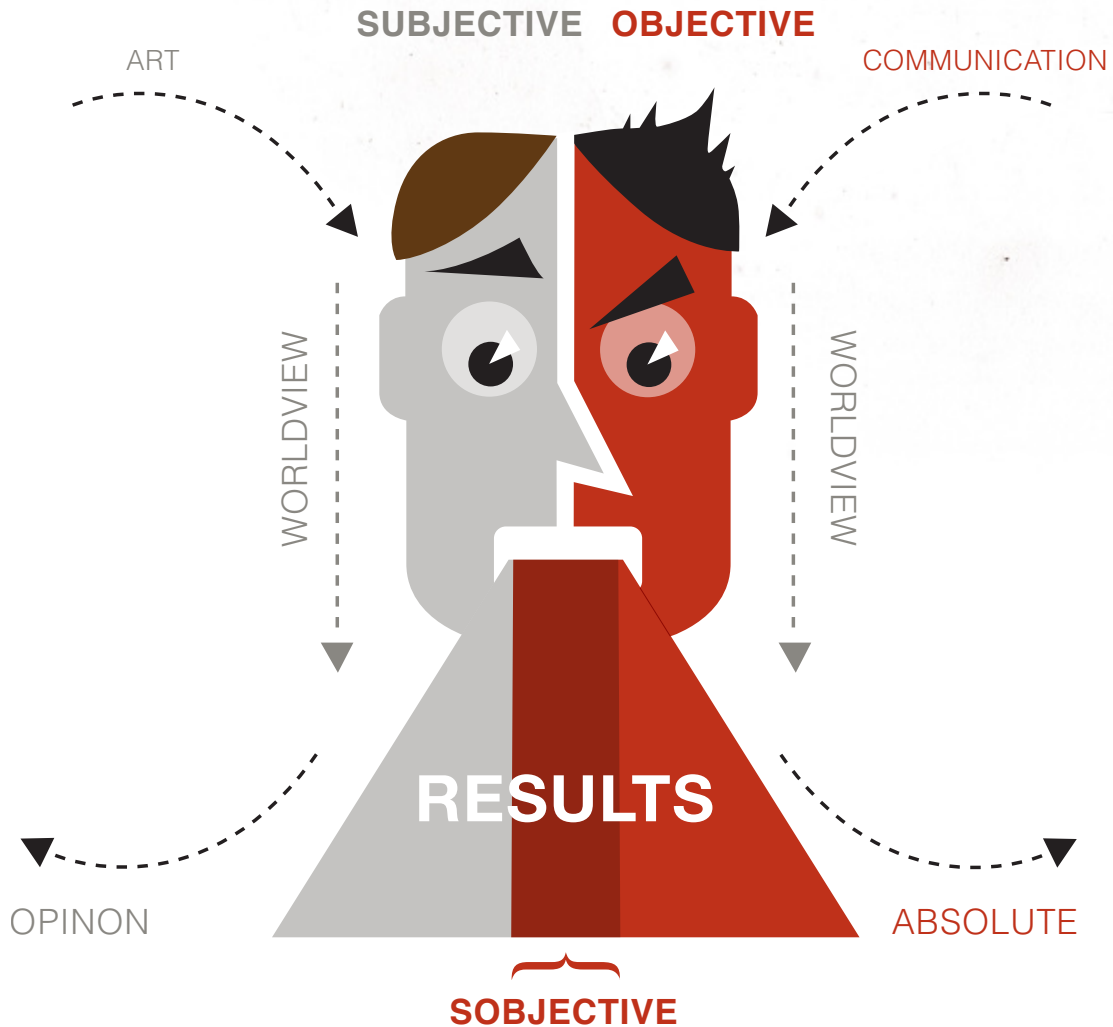 SUBJECTIVE OBJECTIVE
ART
COMMUNICATION
WORLDVIEW
WORLDVIEW
RESULTS
OPINON
ABSOLUTE
SOBJECTIVE